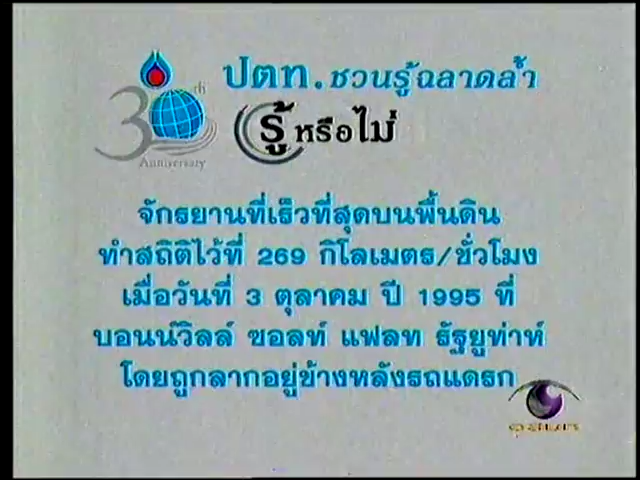 30th
Anniversary
ปตท. ชวนรู้ฉลาดล้ำ
รู้ หรือไม่
จักรยานที่เร็วที่สุดบนพื้นดิน
ทำสถิติไว้ที่ 269 กิโลเมตร/ชั่วโมง
เมื่อวันที่ 3 ตุลาคม ปี 1995 ที่
บอนน์วิลล์ ซอลท์ แฟลท รัฐยูท่าห์
โดยถูกลากอยู่ข้างหลังรถแดรก